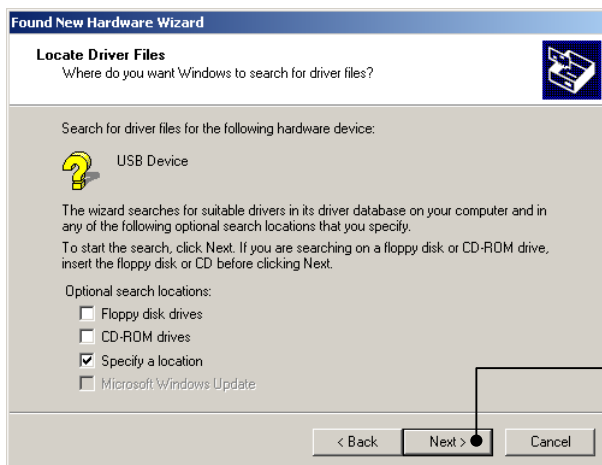 Found New Hardware Wizard
Locate Driver Files
Where do you want Windows to search for driver files?
Search for driver files for the following hardware device:
USB Device
The wizard searches for suitable drivers in its driver database on your computer and in
any of the following optional search locations that you specify.
To start the search, click Next. If you are searching on a floppy disk or CD-ROM drive,
insert the floppy disk or CD before clicking Next.
Optional search locations:
Floppy disk drives
CD-ROM drives
Specify a location
Microsoft Windows Update
< Back Next > Cancel